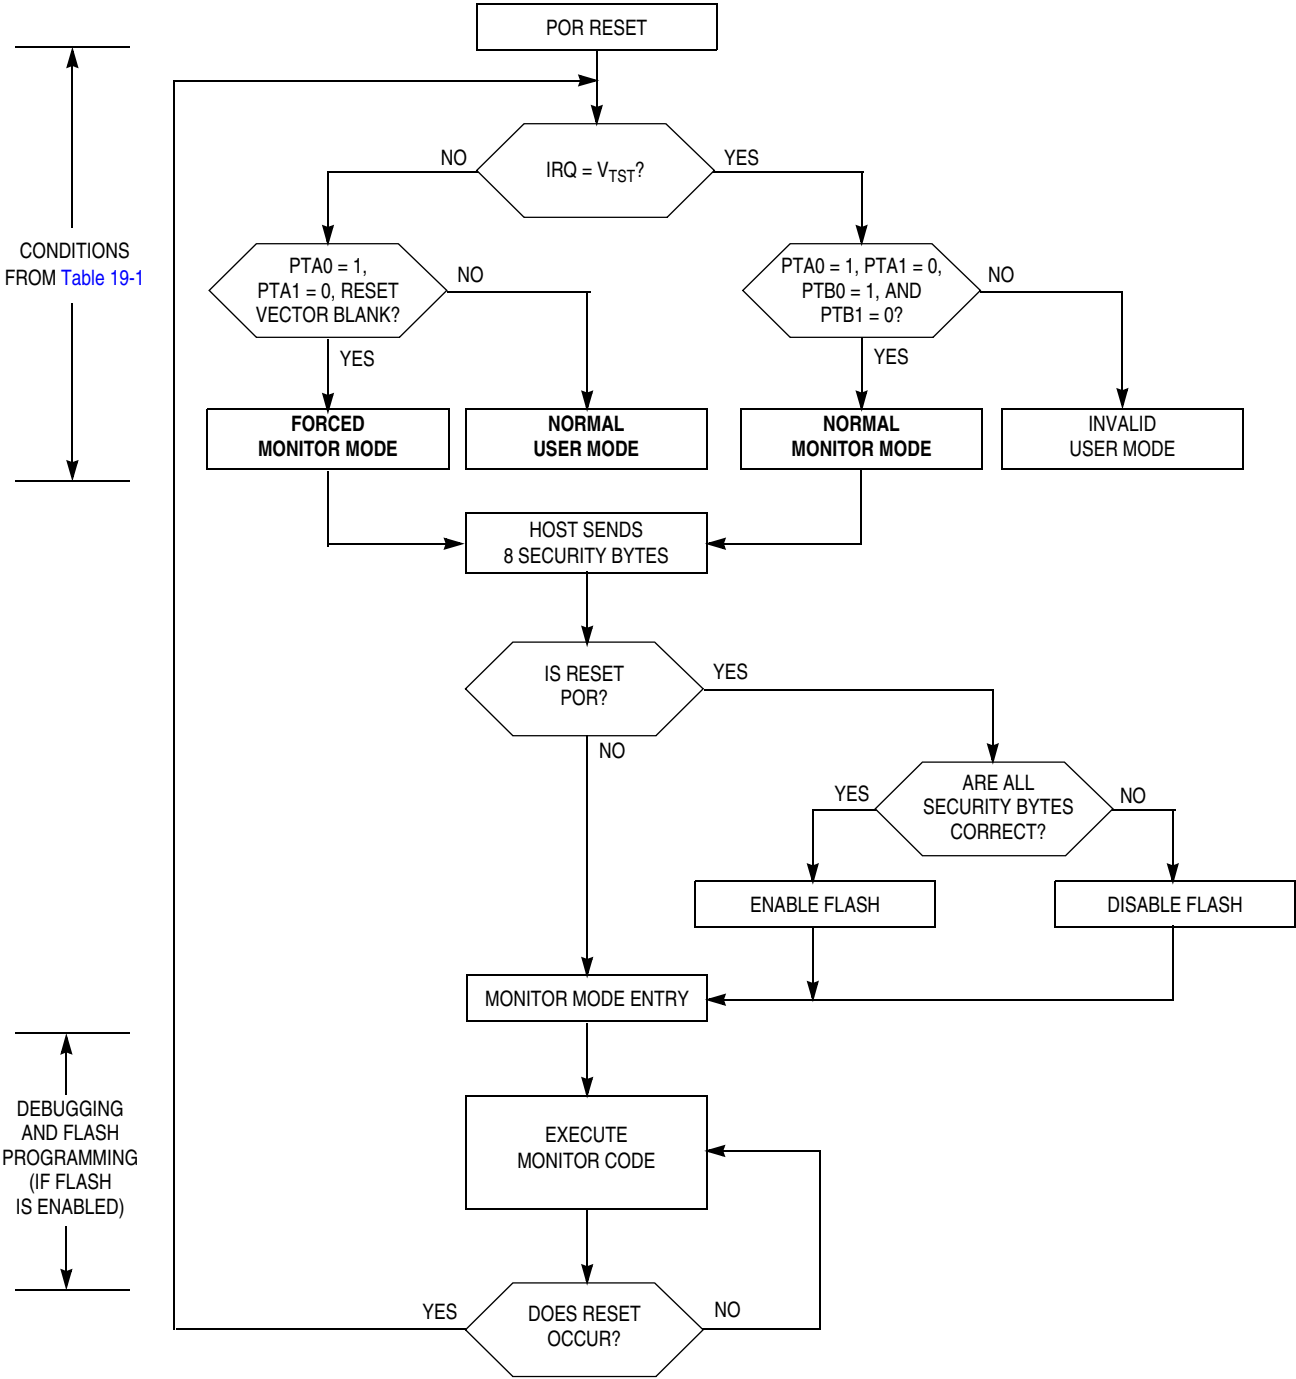 POR RESET
NO
IRQ = VTST?
YES
CONDITIONS
FROM Table 19-1
PTA0 = 1,
PTA1 = 0, RESET
VECTOR BLANK?
NO
YES
PTA0 = 1, PTA1 = 0,
PTB0 = 1, AND
PTB1 = 0?
NO
YES
FORCED
MONITOR MODE
NORMAL
USER MODE
NORMAL
MONITOR MODE
INVALID
USER MODE
HOST SENDS
8 SECURITY BYTES
IS RESET
POR?
YES
NO
ARE ALL
SECURITY BYTES
CORRECT?
YES
NO
ENABLE FLASH
DISABLE FLASH
MONITOR MODE ENTRY
DEBUGGING
AND FLASH
PROGRAMMING
(IF FLASH
IS ENABLED)
EXECUTE
MONITOR CODE
YES
DOES RESET
OCCUR?
NO